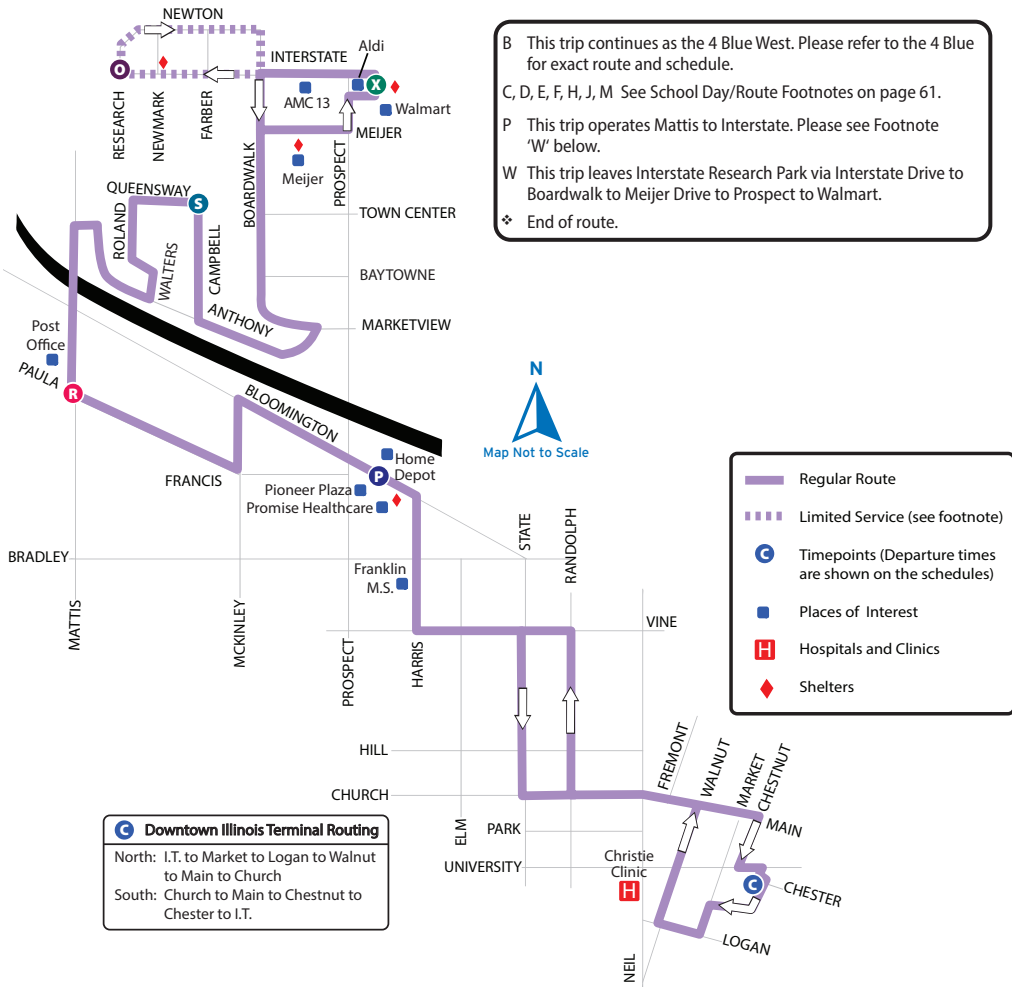 NEWTON
INTERSTATE
Aldi
O
X
RESEARCH
NEWMARK
FARBER
AMC 13
Walmart
MEIJER
BOARDWALK
PROSPECT
Meijer
QUEENSWAY
S
ROLAND
WALTERS
CAMPBELL
TOWN CENTER
BAYTOWNE
ANTHONY
MARKETVIEW
Post
Office
PAULA
R
BLOOMINGTON
FRANCIS
P
Home
Depot
Pioneer Plaza
Promise Healthcare
BRADLEY
MATTIS
MCKINLEY
PROSPECT
Franklin
M.S.
HARRIS
STATE
RANDOLPH
VINE
HILL
CHURCH
ELM
PARK
UNIVERSITY
FREMONT
WALNUT
MARKET
CHESTNUT
MAIN
Christie
Clinic
H
C
CHESTER
LOGAN
NEIL
N
Map Not to Scale
B This trip continues as the 4 Blue West. Please refer to the 4 Blue
for exact route and schedule.
C, D, E, F, H, J, M See School Day/Route Footnotes on page 61.
P This trip operates Mattis to Interstate. Please see Footnote
'W' below.
W This trip leaves Interstate Research Park via Interstate Drive to
Boardwalk to Meijer Drive to Prospect to Walmart.
❖ End of route.
Regular Route
Limited Service (see footnote)
C Timepoints (Departure times
are shown on the schedules)
Places of Interest
H Hospitals and Clinics
Shelters
C Downtown Illinois Terminal Routing
North: I.T. to Market to Logan to Walnut
to Main to Church
South: Church to Main to Chestnut to
Chester to I.T.